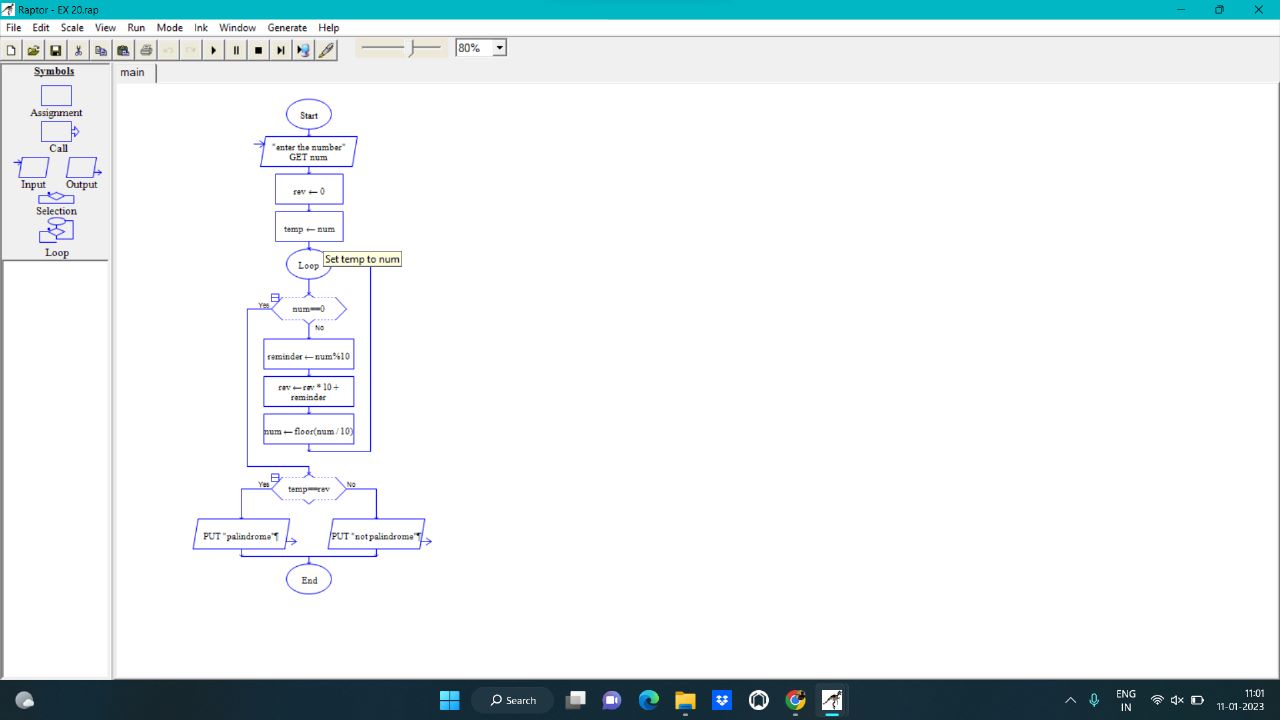 Raptor - EX 20.rap
File Edit Scale View Run Mode Ink Window Generate Help
80%
Symbols
Assignment
Call
Input Output
Selection
Loop
main
Start
"enter the number"
GET num
rev ← 0
temp ← num
Loop
Set temp to num
Yes
num==0
No
reminder ← num%10
rev ← rev * 10 +
reminder
num ← floor(num / 10)
Yes
temp==rev
No
PUT "palindrome"¶
PUT "not palindrome"¶
End
Search
ENG
IN
11:01
11-01-2023